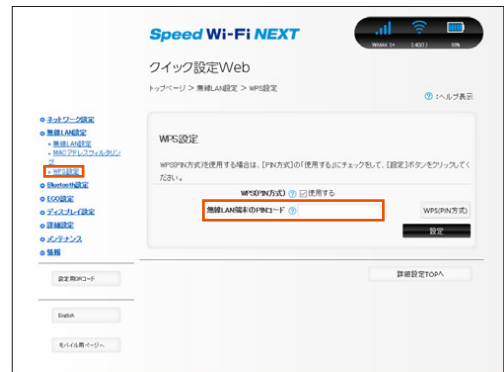 Speed Wi-Fi NEXT
WiMAX 2+
クイック設定Web
トップページ > 無線LAN設定 > WPS設定
:ヘルプ表示
ネットワーク設定
無線LAN設定
・無線LAN設定
・MACアドレスフィルタリン
グ
・WPS設定
Bluetooth設定
ECO設定
ディスプレイ設定
詳細設定
メンテナンス
情報
設定用QRコード
English
モバイル用ページへ
WPS設定
WPS(PIN方式)を使用する場合は、[PIN方式]の「使用する」にチェックをして、[設定]ボタンをクリックしてく
ださい。
WPS(PIN方式) 使用する
無線LAN端末のPINコード
WPS(PIN方式)
設定
詳細設定TOPへ